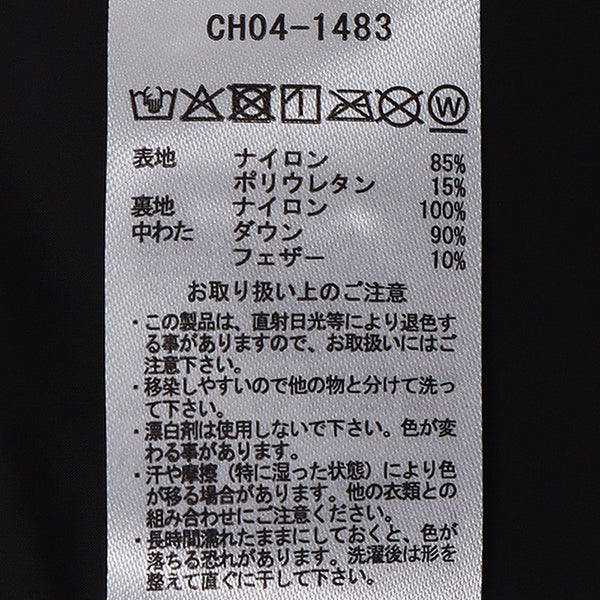 CH04-1483
W
表地 ナイロン 85%
ポリウレタン 15%
裏地 ナイロン 100%
中わた ダウン 90%
フェザー 10%
お取り扱い上のご注意
・この製品は、直射日光等により退色す
る事がありますので、お取扱いにはご
注意下さい。
・移染しやすいので他の物と分けて洗っ
て下さい。
・漂白剤は使用しないで下さい。色が変
わる事があります。
・汗や摩擦（特に湿った状態）により色
が移る場合があります。他の衣類との
組み合わせにご注意ください。
・長時間濡れたままにしておくと、色が
落ちる恐れがあります。洗濯後は形を
整えて直ぐに干して下さい。